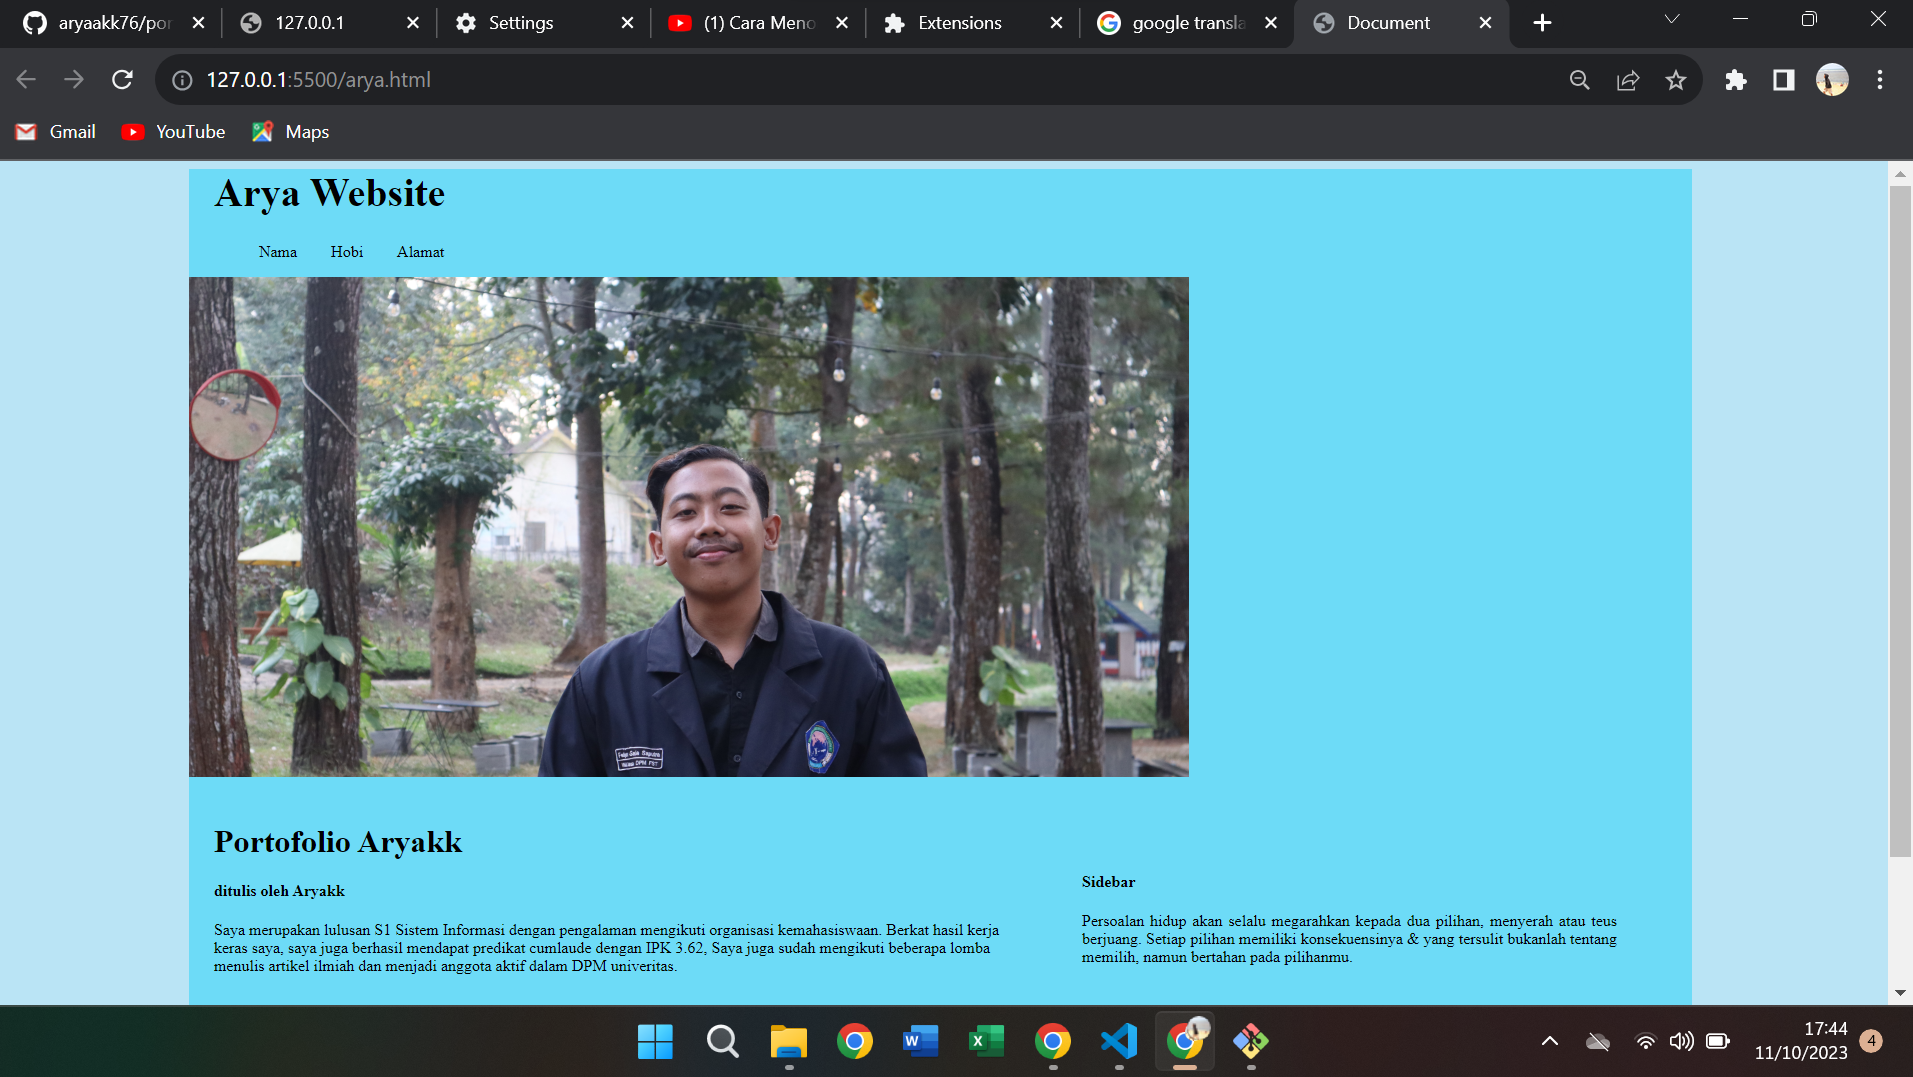 aryaakk76/por
127.0.0.1
Settings
(1) Cara Meno
Extensions
google transla
Document
127.0.0.1:5500/arya.html
Gmail
YouTube
Maps
Arya Website
Nama Hobi Alamat
Portofolio Aryakk
ditulis oleh Aryakk
Saya merupakan lulusan S1 Sistem Informasi dengan pengalaman mengikuti organisasi kemahasiswaan. Berkat hasil kerja
keras saya, saya juga berhasil mendapat predikat cumlaude dengan IPK 3.62, Saya juga sudah mengikuti beberapa lomba
menulis artikel ilmiah dan menjadi anggota aktif dalam DPM univeritas.
Sidebar
Persoalan hidup akan selalu megarahkan kepada dua pilihan, menyerah atau teus
berjuang. Setiap pilihan memiliki konsekuensinya & yang tersulit bukanlah tentang
memilih, namun bertahan pada pilihanmu.
17:44
11/10/2023
4